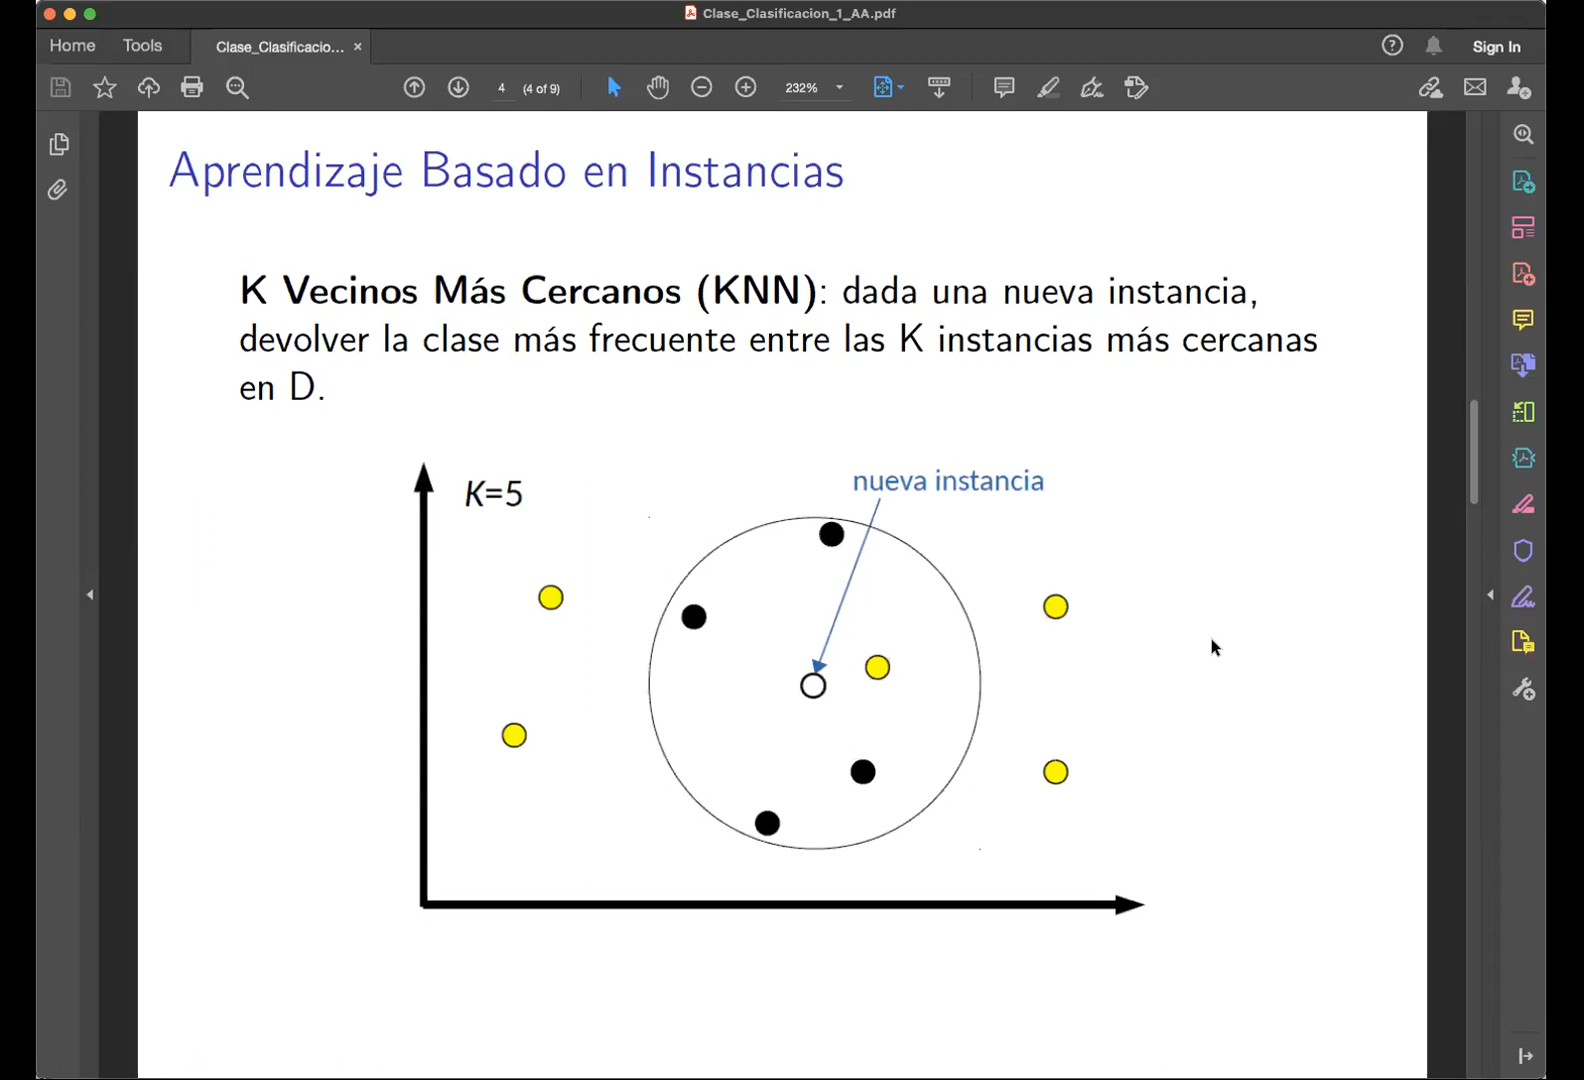 Clase_Clasificacion_1_AA.pdf
Home Tools Clase_Clasificacio... × Sign In
4 (4 of 9) 232%
Aprendizaje Basado en Instancias
K Vecinos Más Cercanos (KNN): dada una nueva instancia,
devolver la clase más frecuente entre las K instancias más cercanas
en D.
nueva instancia
K=5